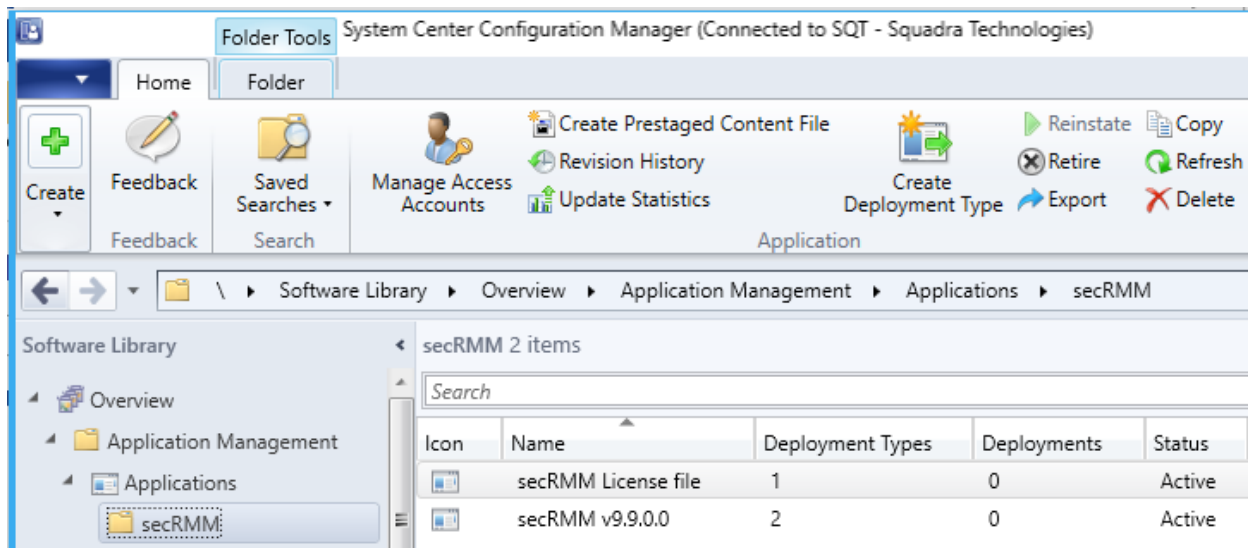 System Center Configuration Manager (Connected to SQT - Squadra Technologies)
Folder Tools
Home
Folder
Create
Feedback
Saved
Searches
Manage Access
Accounts
Create Prestaged Content File
Revision History
Update Statistics
Create
Deployment Type
Reinstate
Retire
Export
Copy
Refresh
Delete
Feedback
Search
Application
\ Software Library Overview Application Management Applications secRMM
Software Library
secRMM 2 items
Overview
Application Management
Applications
secRMM
Search
Icon Name Deployment Types Deployments Status
secRMM License file 1 0 Active
secRMM v9.9.0.0 2 0 Active